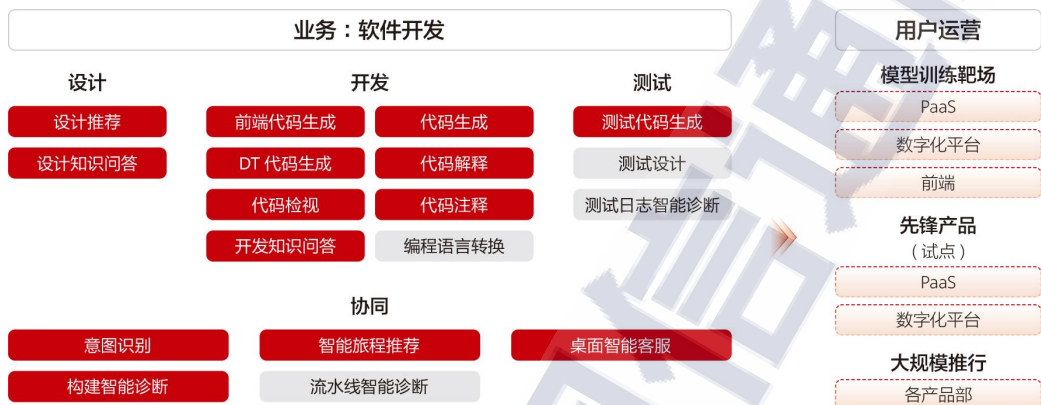 业务：软件开发
用户运营
设计
开发
测试
模型训练靶场
设计推荐
前端代码生成
代码生成
测试代码生成
PaaS
设计知识问答
DT 代码生成
代码解释
测试设计
数字化平台
代码检视
代码注释
测试日志智能诊断
前端
开发知识问答
编程语言转换
先锋产品
（试点）
PaaS
数字化平台
协同
意图识别
智能旅程推荐
桌面智能客服
大规模推行
构建智能诊断
流水线智能诊断
各产品部